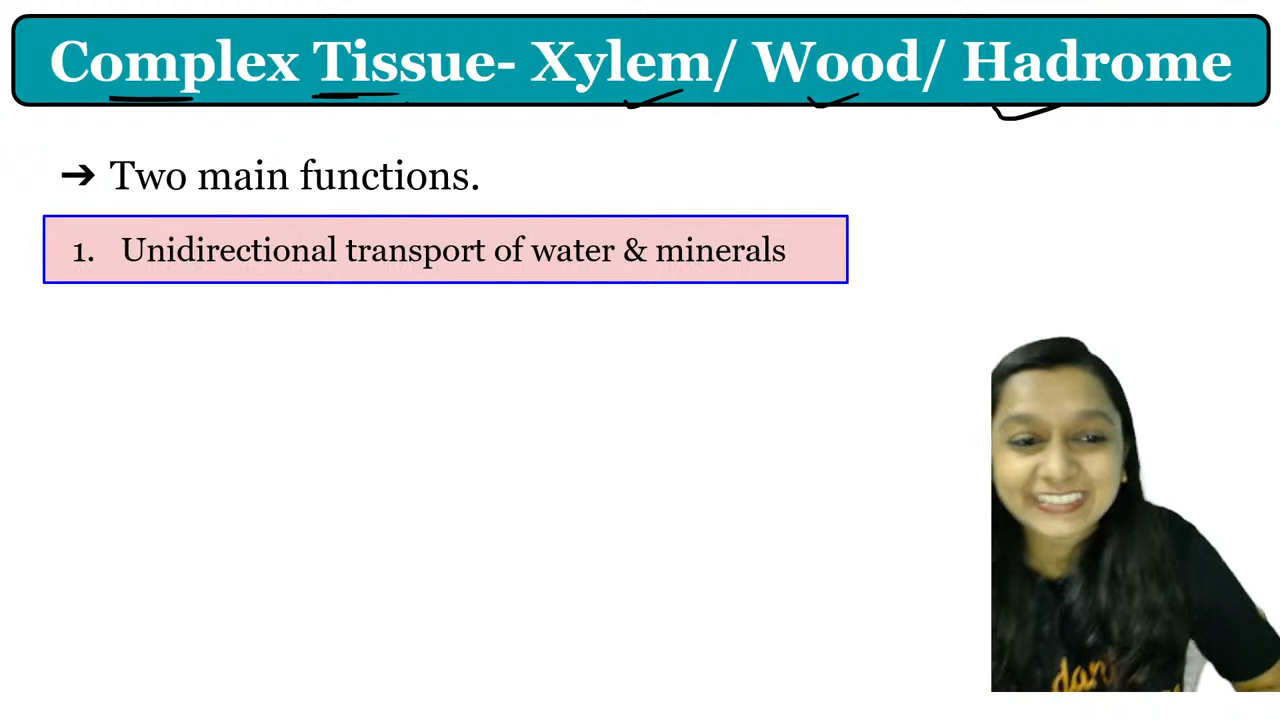 Complex Tissue- Xylem/ Wood/ Hadrome
➔ Two main functions.
1. Unidirectional transport of water & minerals